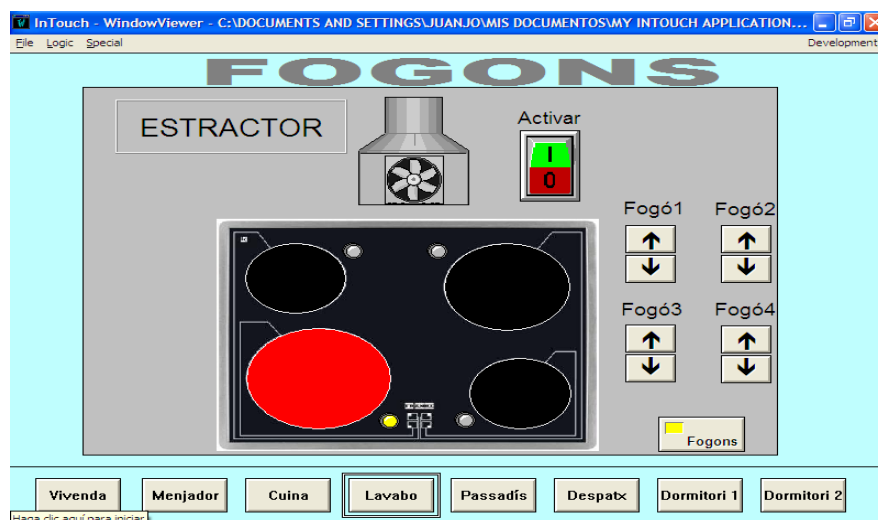 InTouch - WindowViewer - C:\DOCUMENTS AND SETTINGS\JUANJO\MIS DOCUMENTOS\MY INTOUCH APPLICATION...
File Logic Special Development
FOGONS
ESTRACTOR
Activar
I
0
Fogó1 Fogó2
Fogó3 Fogó4
Fogons
Vivenda Menjador Cuina Lavabo Passadís Despatx Dormitori 1 Dormitori 2
Haga clic aquí para iniciar